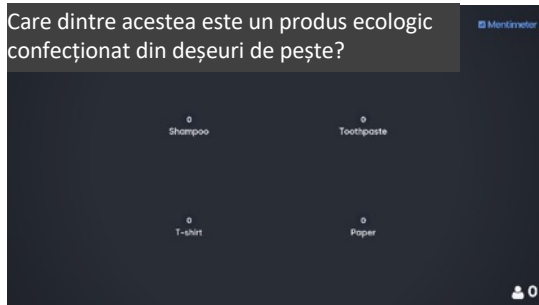 Care dintre acestea este un produs ecologic
confecționat din deșeuri de pește?
Mentimeter
0
Shampoo
0
Toothpaste
0
T-shirt
0
Paper
0